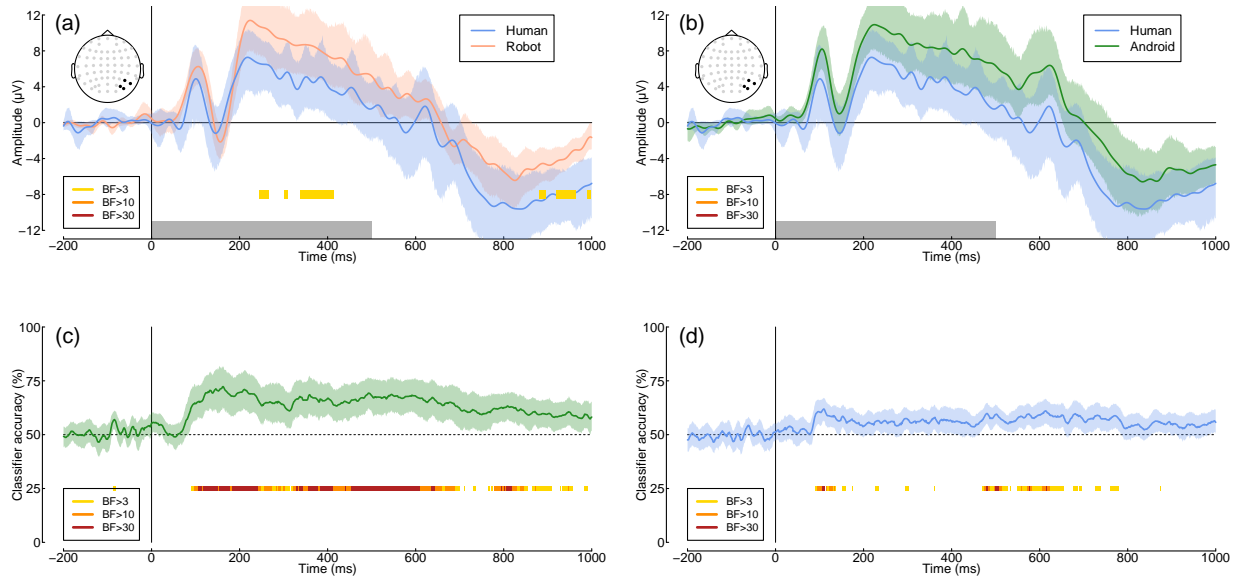 (a)
Human
Robot
12
8
4
0
−4
−8
−12
Amplitude (µV)
BF>3
BF>10
BF>30
−200 0 200 400 600 800 1000
Time (ms)
(b)
Human
Android
12
8
4
0
−4
−8
−12
Amplitude (µV)
BF>3
BF>10
BF>30
−200 0 200 400 600 800 1000
Time (ms)
(c)
100
75
50
25
0
Classifier accuracy (%)
BF>3
BF>10
BF>30
−200 0 200 400 600 800 1000
Time (ms)
(d)
100
75
50
25
0
Classifier accuracy (%)
BF>3
BF>10
BF>30
−200 0 200 400 600 800 1000
Time (ms)